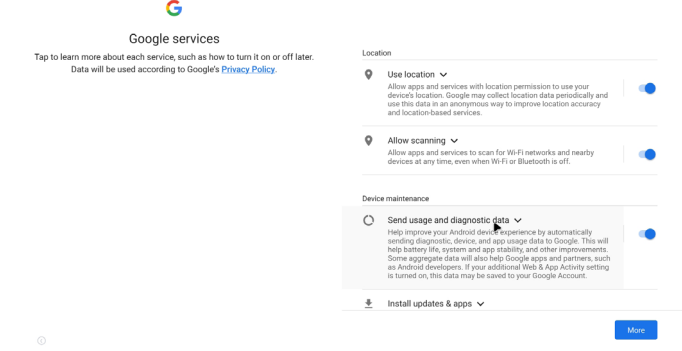 Google services
Tap to learn more about each service, such as how to turn it on or off later.
Data will be used according to Google's Privacy Policy.
Location
Use location
Allow apps and services with location permission to use your
device's location. Google may collect location data periodically and
use this data in an anonymous way to improve location accuracy
and location-based services.
Allow scanning
Allow apps and services to scan for Wi-Fi networks and nearby
devices at any time, even when Wi-Fi or Bluetooth is off.
Device maintenance
Send usage and diagnostic data
Help improve your Android device experience by automatically
sending diagnostic, device, and app usage data to Google. This will
help battery life, system and app stability, and other improvements.
Some aggregate data will also help Google apps and partners, such
as Android developers. If your additional Web & App Activity setting
is turned on, this data may be saved to your Google Account.
Install updates & apps
More